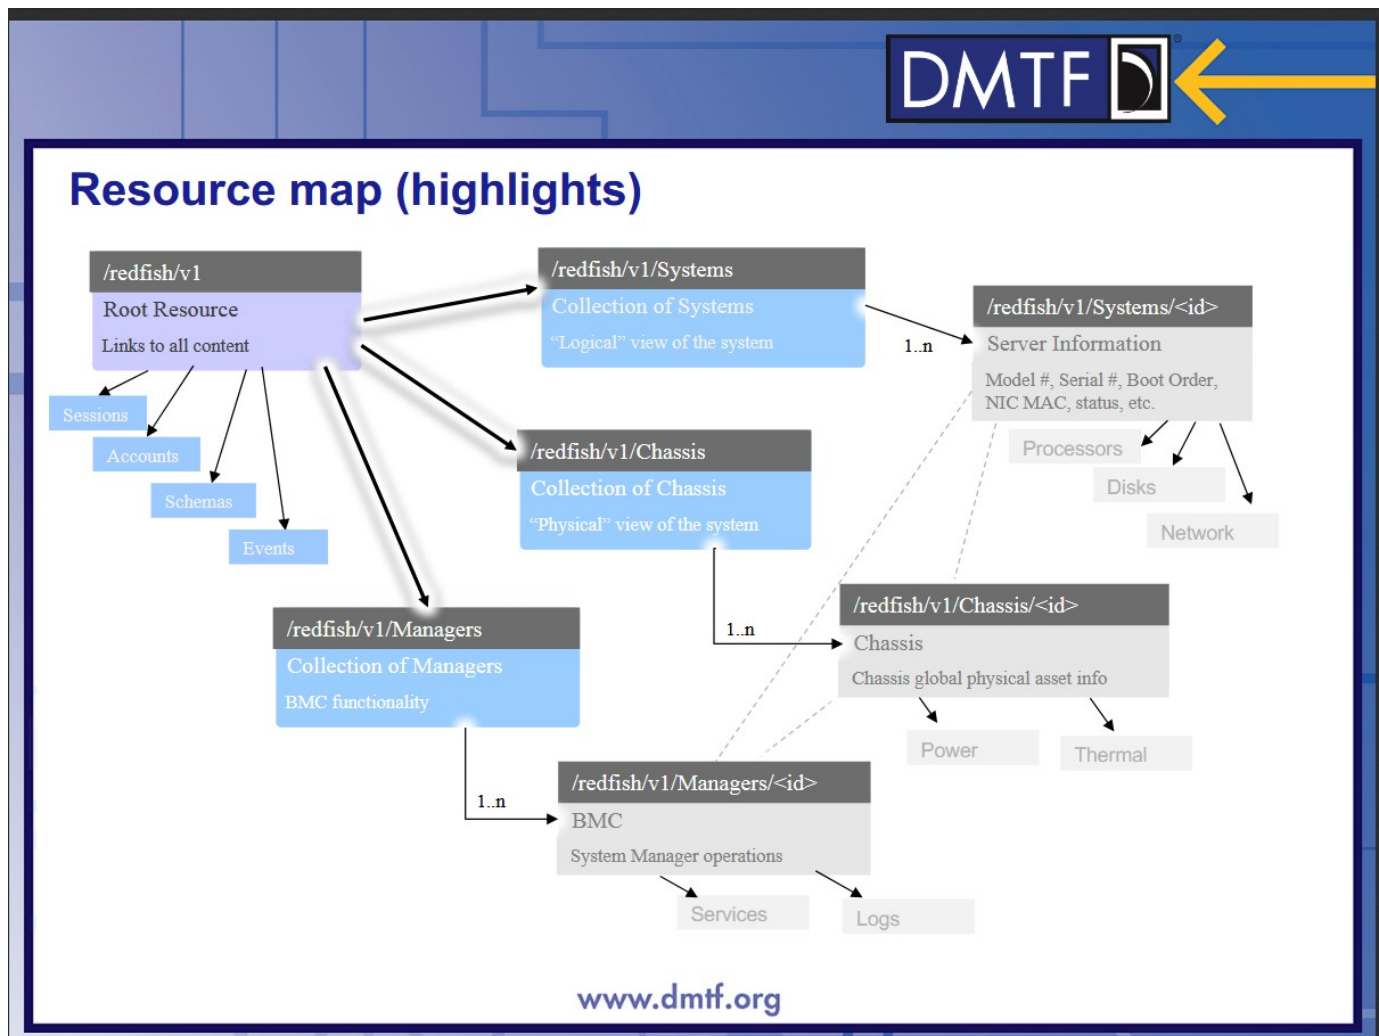 DMTF
®
Resource map (highlights)
/redfish/v1
Root Resource
Links to all content
Sessions
Accounts
Schemas
Events
/redfish/v1/Systems
Collection of Systems
“Logical” view of the system
1..n
/redfish/v1/Systems/<id>
Server Information
Model #, Serial #, Boot Order,
NIC MAC, status, etc.
Processors
Disks
Network
/redfish/v1/Chassis
Collection of Chassis
“Physical” view of the system
1..n
/redfish/v1/Chassis/<id>
Chassis
Chassis global physical asset info
Power
Thermal
/redfish/v1/Managers
Collection of Managers
BMC functionality
1..n
/redfish/v1/Managers/<id>
BMC
System Manager operations
Services
Logs
www.dmtf.org